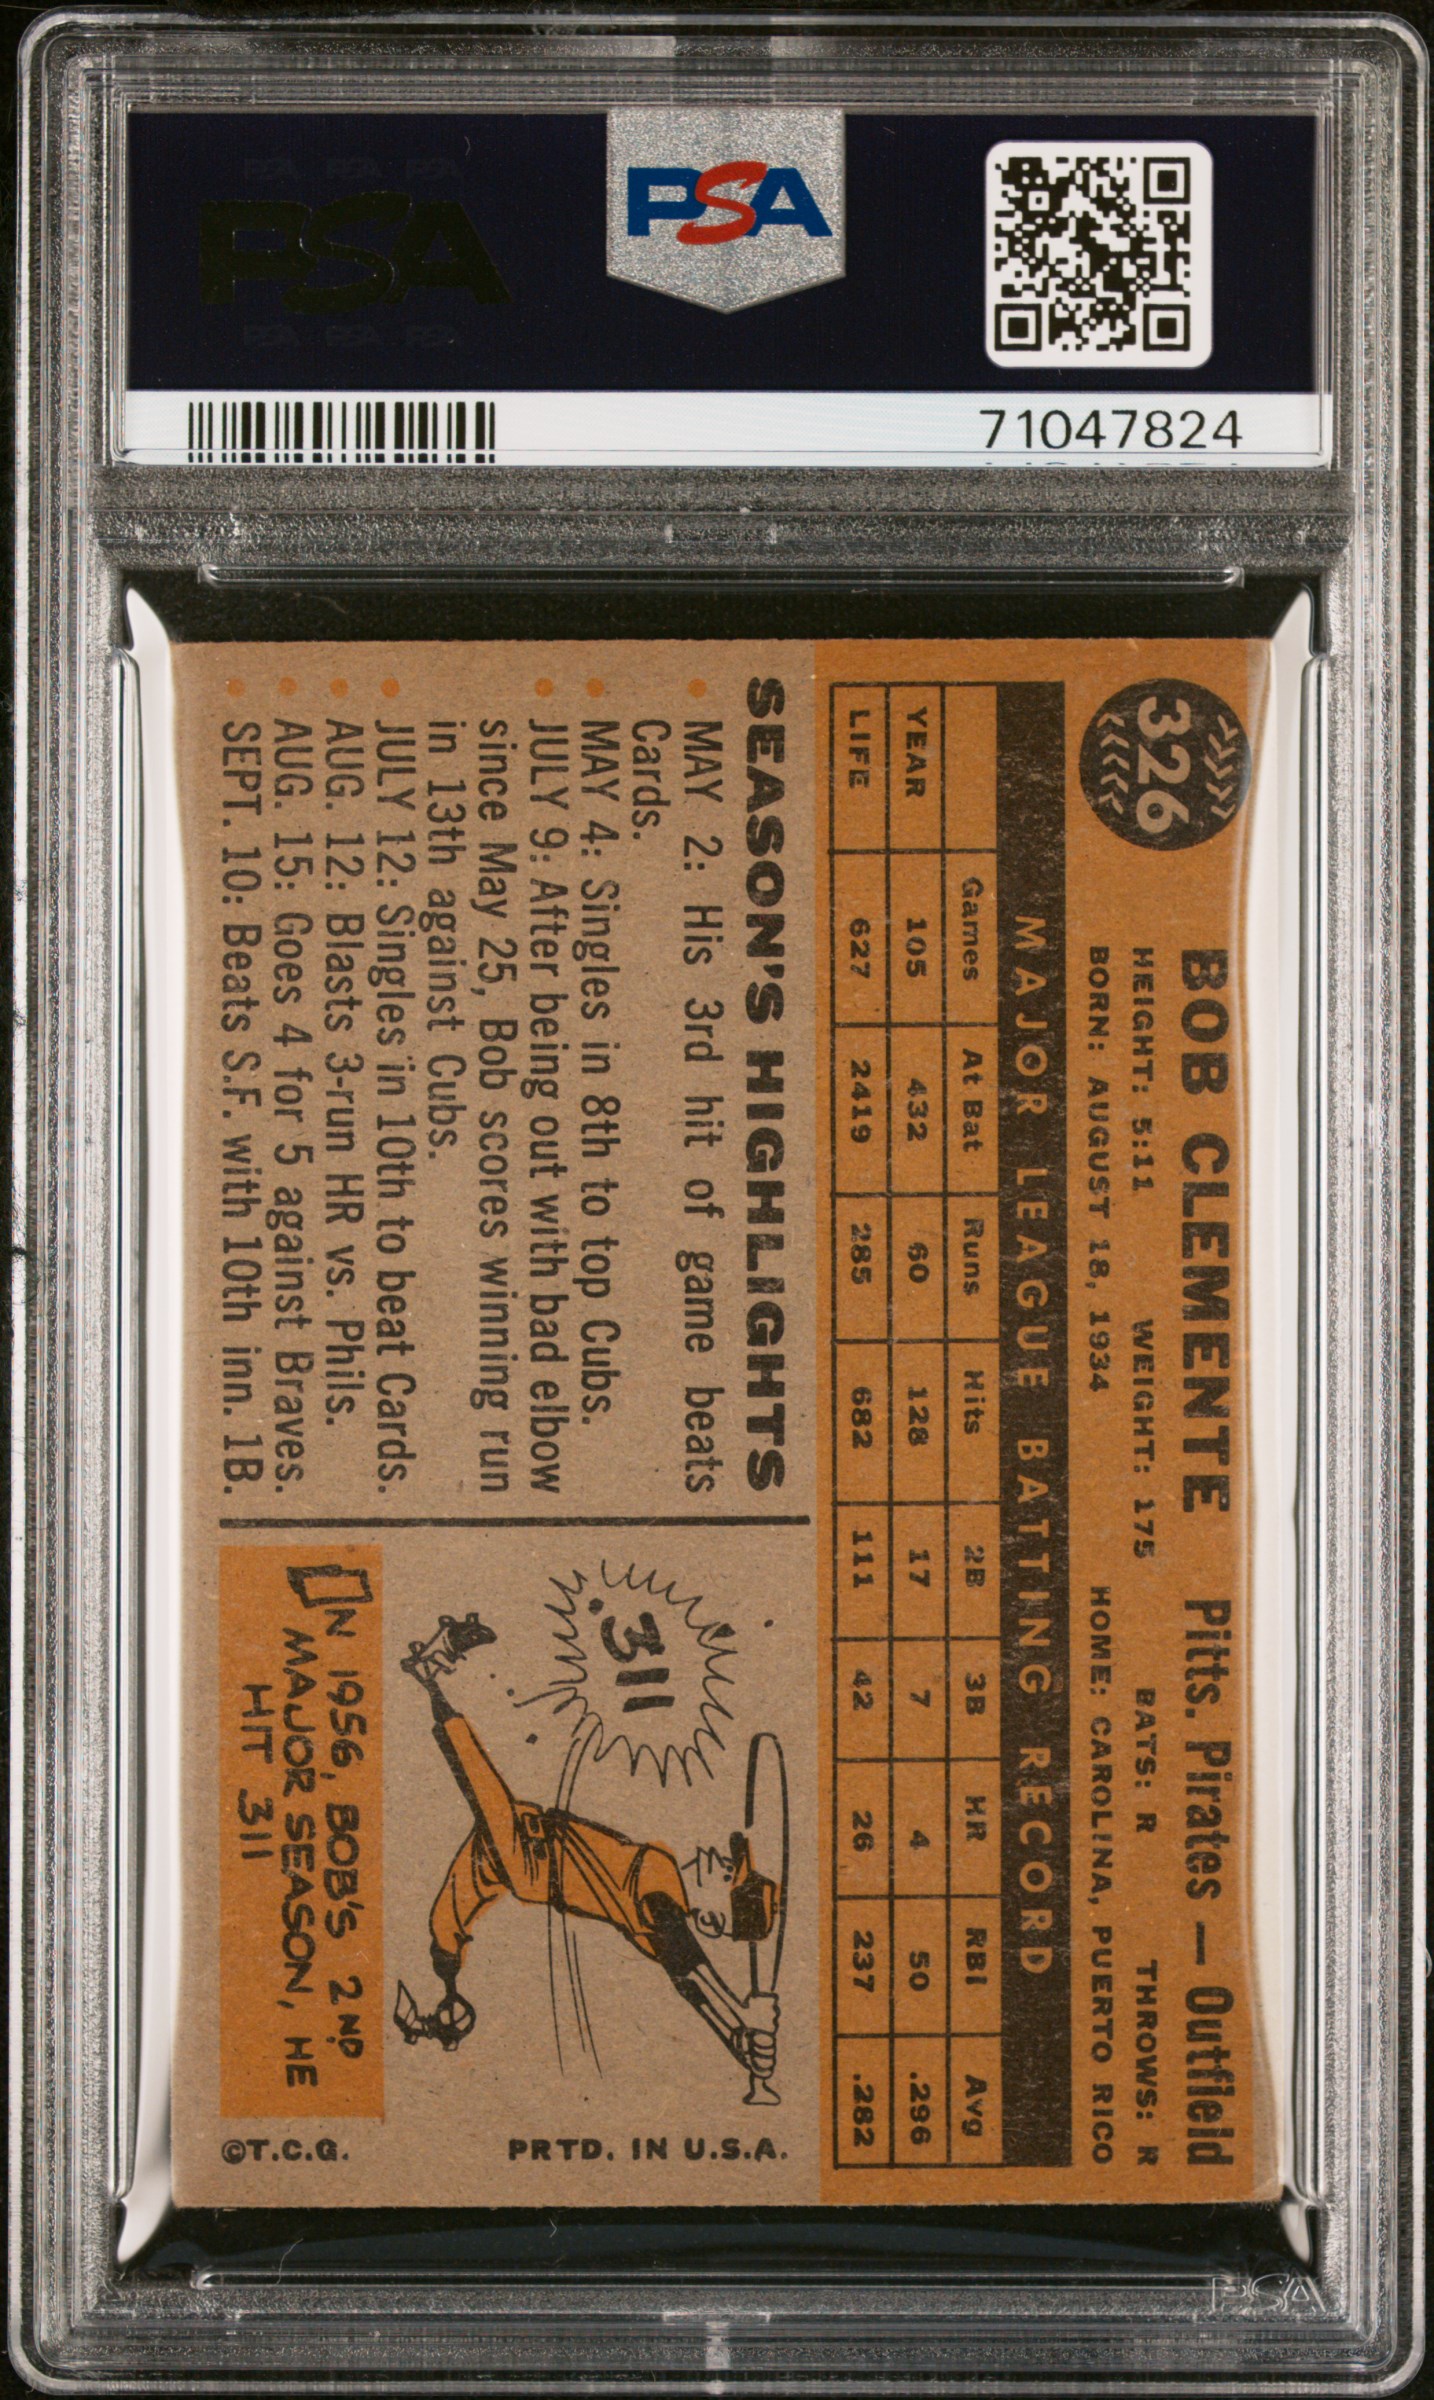 PSA PSA PSA
PSA
PSA PSA PSA
PSA
71047824
326
BOB CLEMENTE Pitts. Pirates — Outfield
HEIGHT: 5:11 WEIGHT: 175 BATS: R THROWS: R
BORN: AUGUST 18, 1934 HOME: CAROLINA, PUERTO RICO
MAJOR LEAGUE BATTING RECORD
Games At Bat Runs Hits 2B 3B HR RBI Avg
YEAR 105 432 60 128 17 7 4 50 .296
LIFE 627 2419 285 682 111 42 26 237 .282
SEASON'S HIGHLIGHTS
MAY 2: His 3rd hit of game beats
Cards.
MAY 4: Singles in 8th to top Cubs.
JULY 9: After being out with bad elbow
since May 25, Bob scores winning run
in 13th against Cubs.
JULY 12: Singles in 10th to beat Cards.
AUG. 12: Blasts 3-run HR vs. Phils.
AUG. 15: Goes 4 for 5 against Braves.
SEPT. 10: Beats S.F. with 10th inn. 1B.
.311
IN 1956, BOB'S 2ND
MAJOR SEASON, HE
HIT 311
©T.C.G. PRTD. IN U.S.A.
PSA